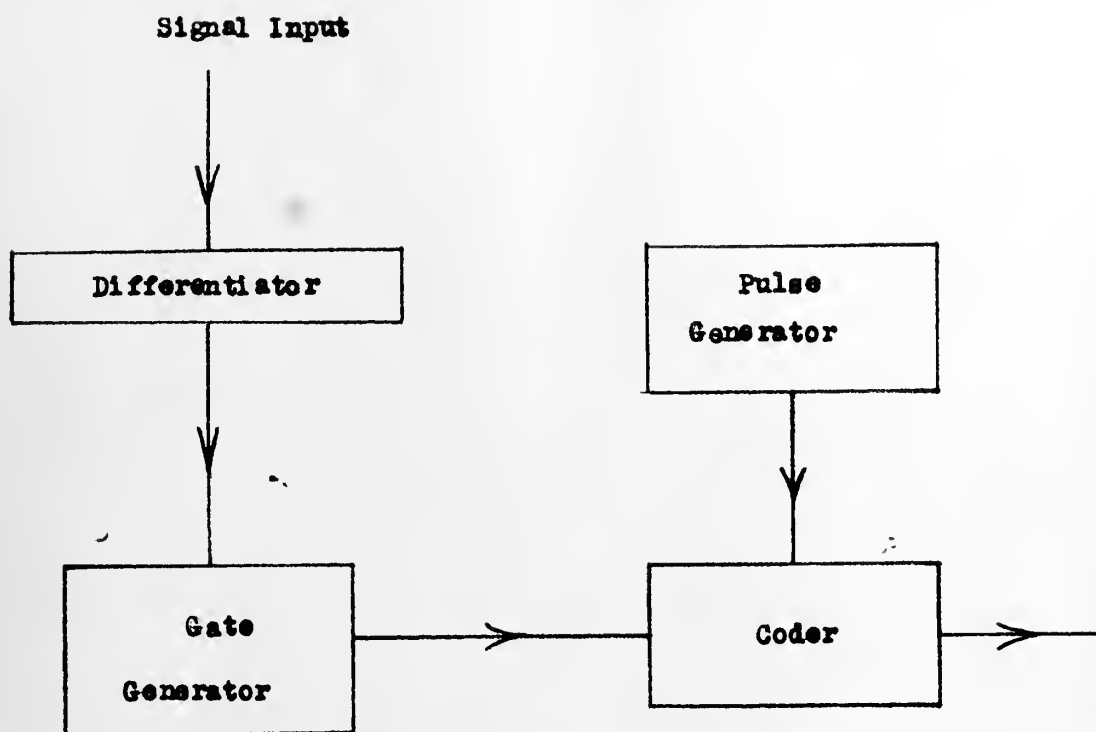 Signal Input
Differentiator
Pulse
Generator
Gate
Generator
Coder